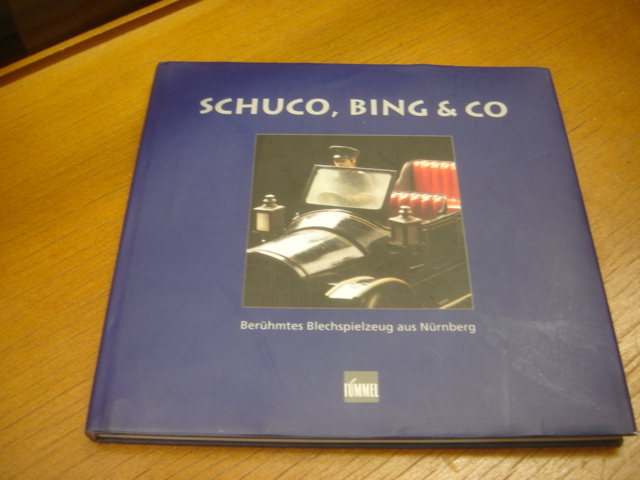 SCHUCO, BING & CO
Berühmtes Blechspielzeug aus Nürnberg
TÜMMEL